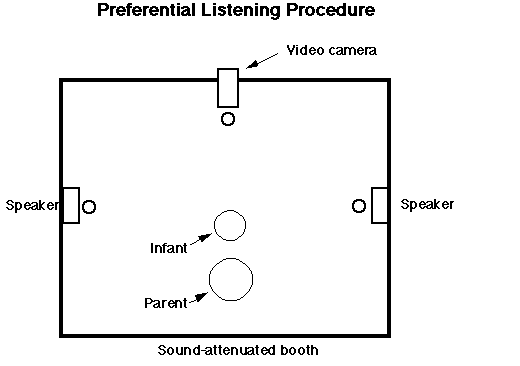 Preferential Listening Procedure
Video camera
Speaker
Speaker
Infant
Parent
Sound-attenuated booth